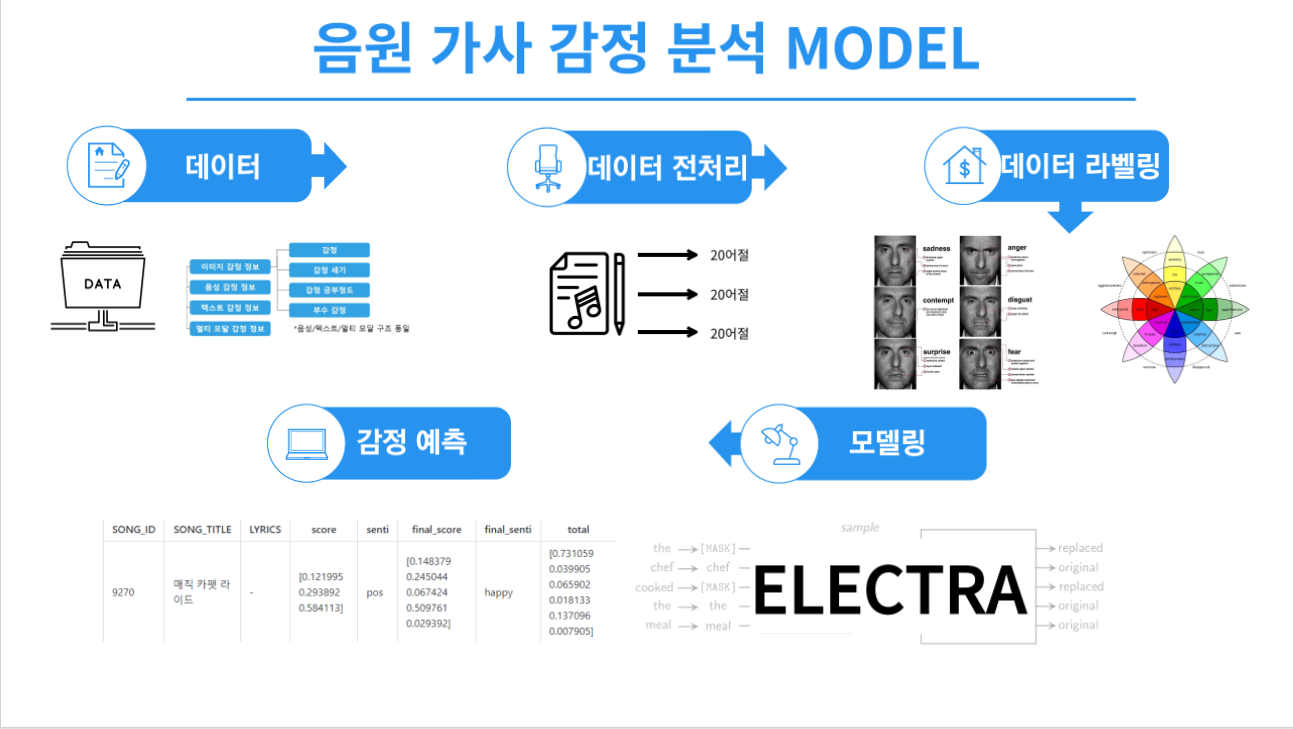 음원 가사 감정 분석 MODEL
데이터
데이터 전처리
데이터 라벨링
DATA
이미지 감정 정보
음성 감정 정보
텍스트 감정 정보
멀티 모달 감정 정보
감정
감정 세기
감정 긍부정도
부수 감정
*음성/텍스트/멀티 모달 구조 동일
20어절
20어절
20어절
sadness
anger
contempt
disgust
surprise
fear
감정 예측
모델링
SONG_ID SONG_TITLE LYRICS score senti final_score final_senti total
9270
매직 카펫 라
이드
-
[0.121995
0.293892
0.584113]
pos
[0.148379
0.245044
0.067424
0.509761
0.029392]
happy
[0.731059
0.039905
0.065902
0.018133
0.137096
0.007905]
sample
the [MASK] replaced
chef chef original
cooked [MASK] replaced
the the original
meal meal original
ELECTRA